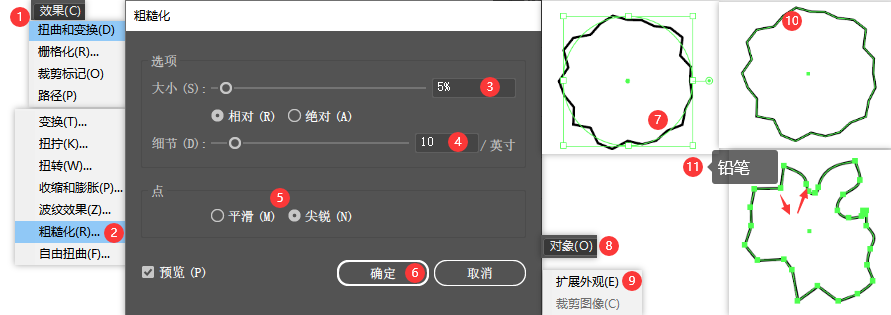 1
效果(C)
扭曲和变换(D)
栅格化(R)...
裁剪标记(O)
路径(P)
变换(T)...
扭拧(K)...
扭转(W)...
收缩和膨胀(P)...
波纹效果(Z)...
粗糙化(R)... 2
自由扭曲(F)...
粗糙化
选项
大小 (S): 5% 3
相对 (R) 绝对 (A)
细节 (D): 10 4 / 英寸
点
5
平滑 (M) 尖锐 (N)
预览 (P) 确定 6 取消
7
对象(O) 8
扩展外观(E) 9
裁剪图像(C)
10
11 铅笔